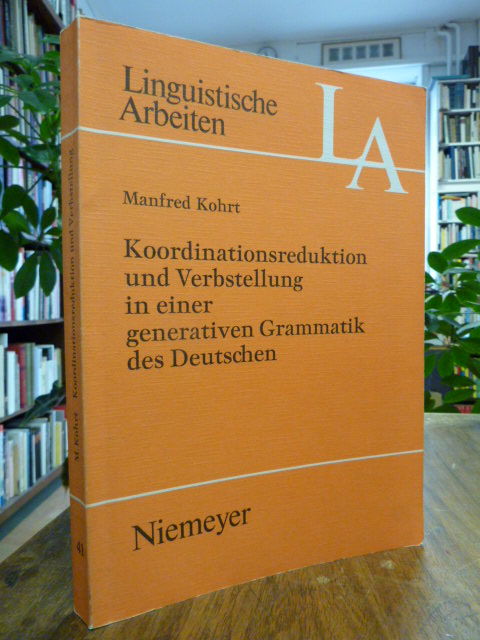 Linguistische
Arbeiten
LA
Manfred Kohrt
Koordinationsreduktion
und Verbstellung
in einer
generativen Grammatik
des Deutschen
Niemeyer
M. Kohrt Koordinationsreduktion und Verbstellung
41